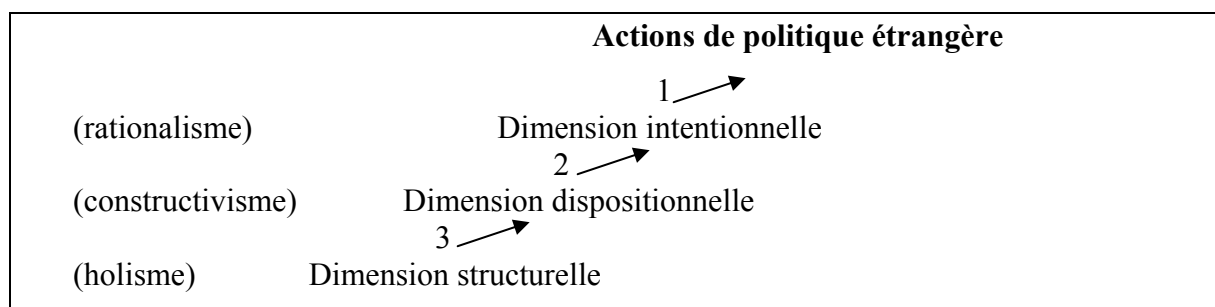 Actions de politique étrangère
1
(rationalisme) Dimension intentionnelle
2
(constructivisme) Dimension dispositionnelle
3
(holisme) Dimension structurelle